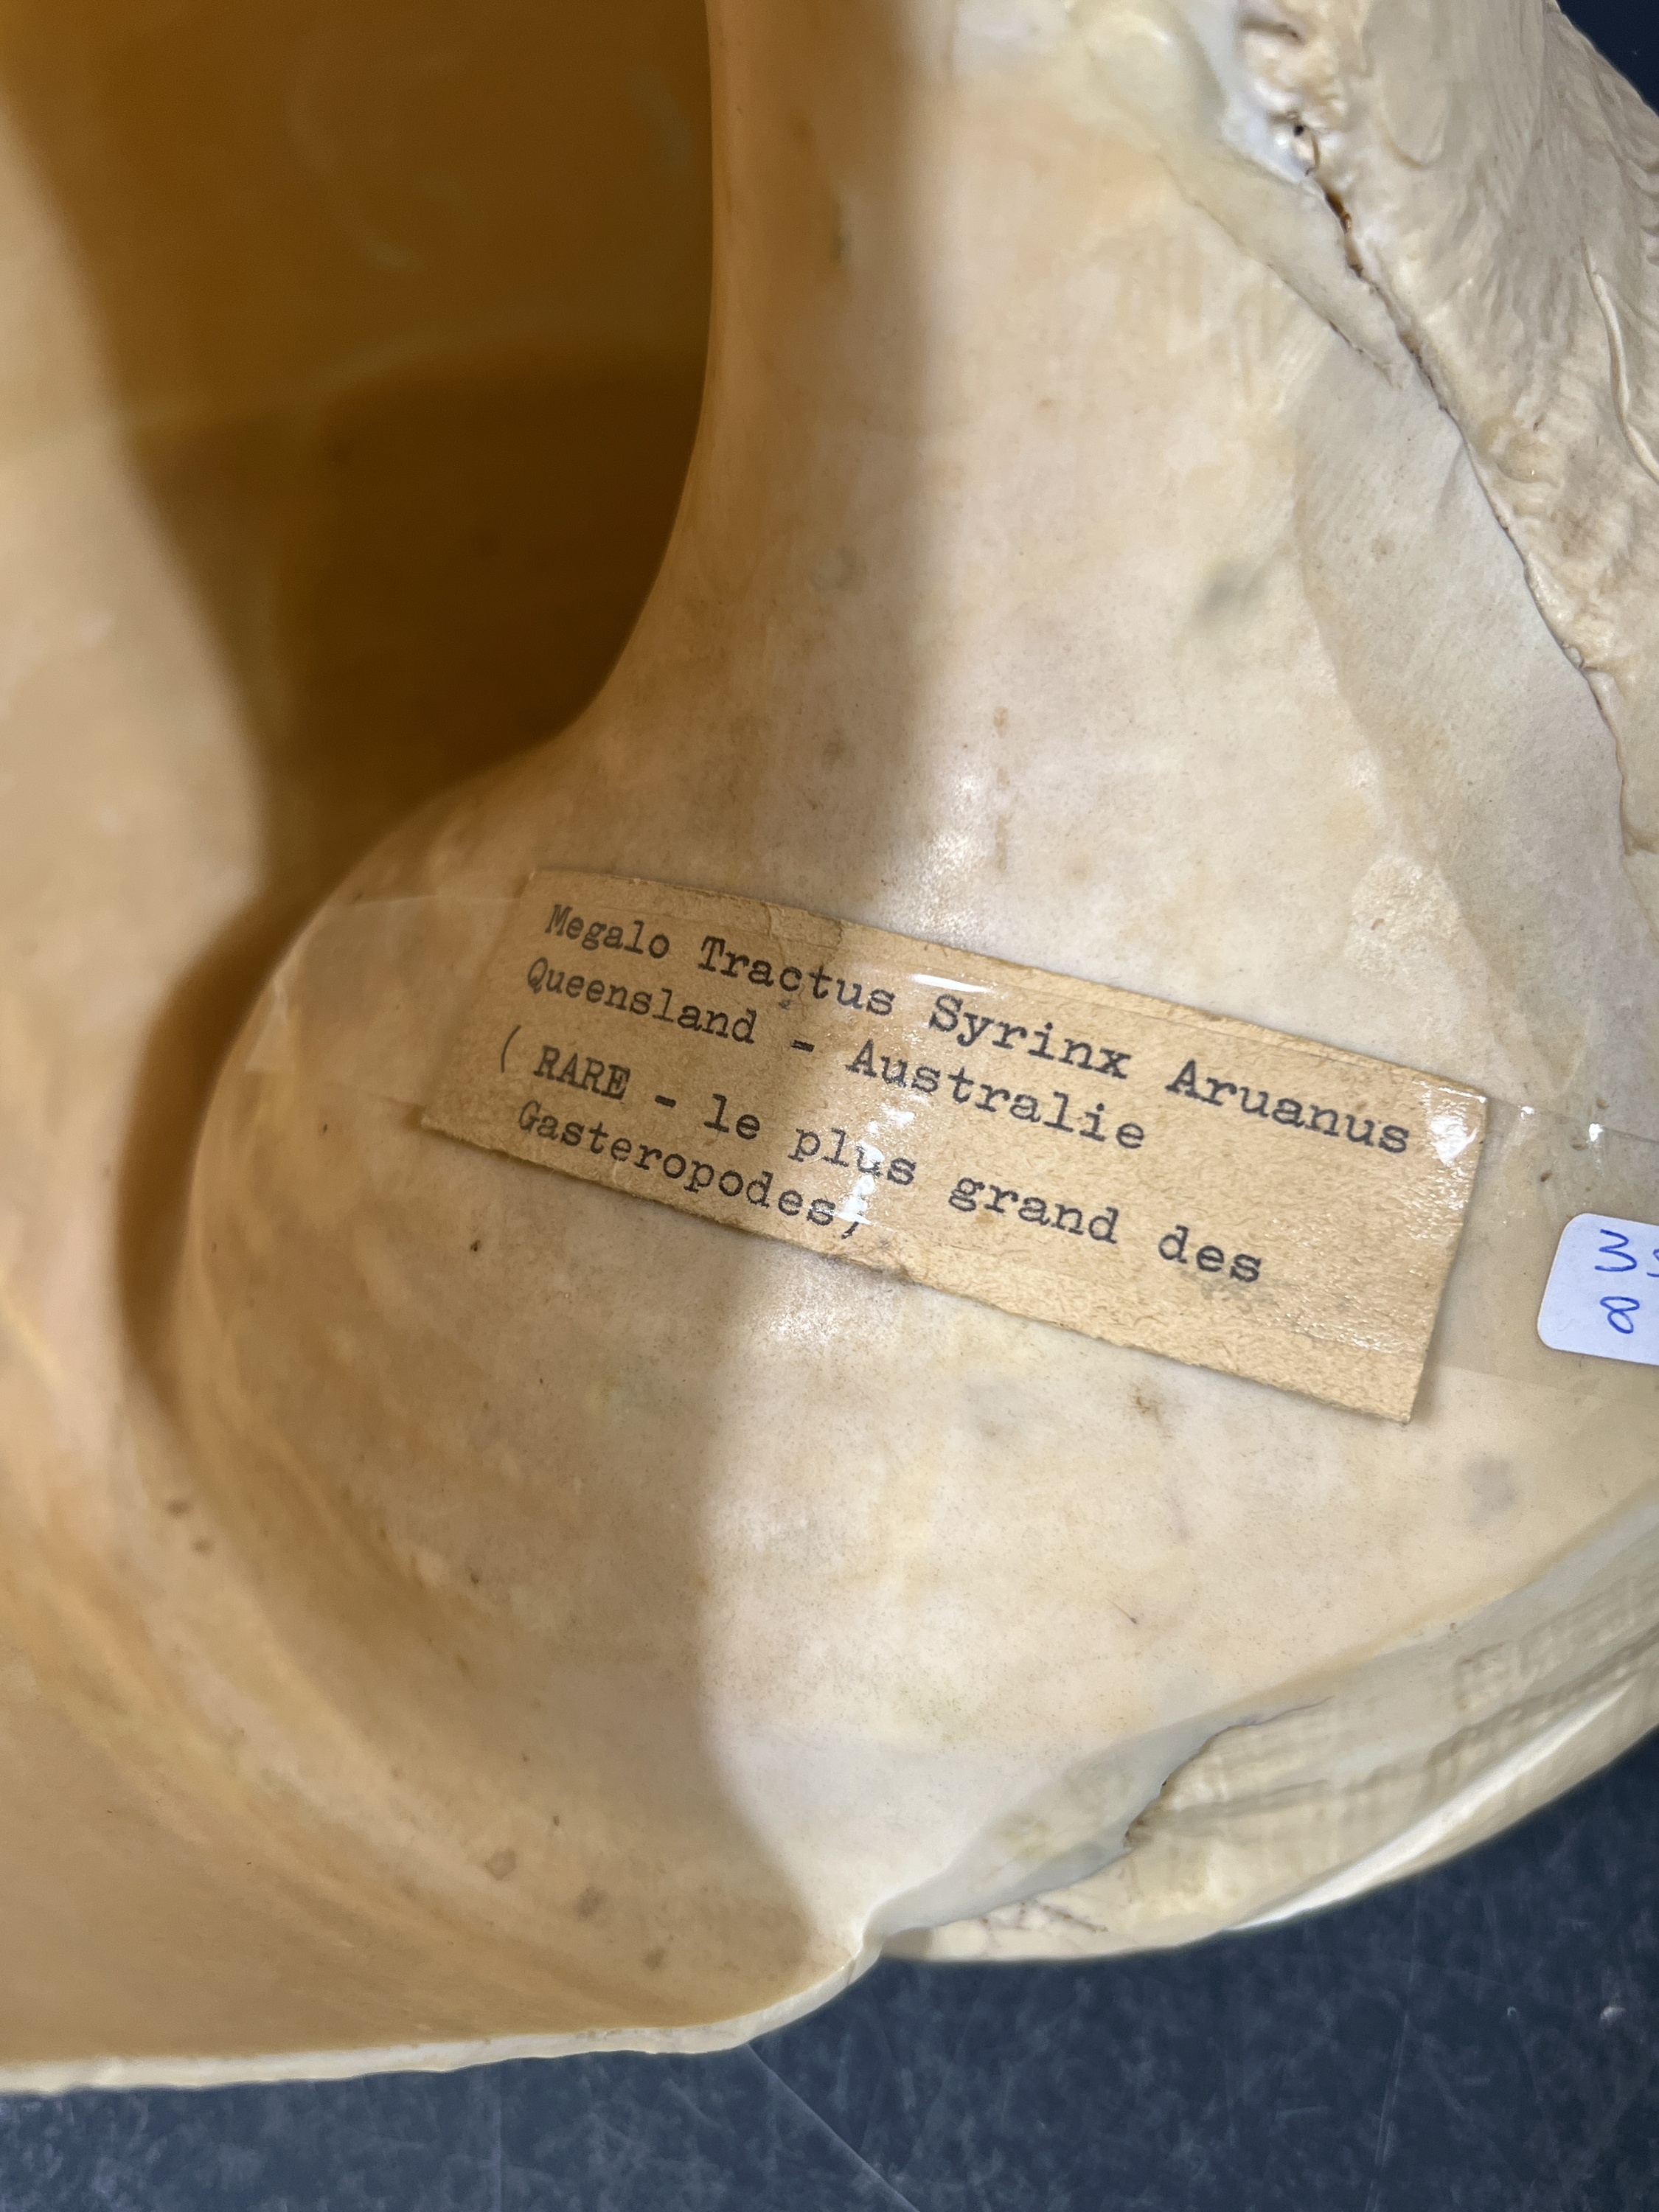 Megalo Tractus Syrinx Aruanus
Queensland - Australie
( RARE - le plus grand des
Gasteropodes)